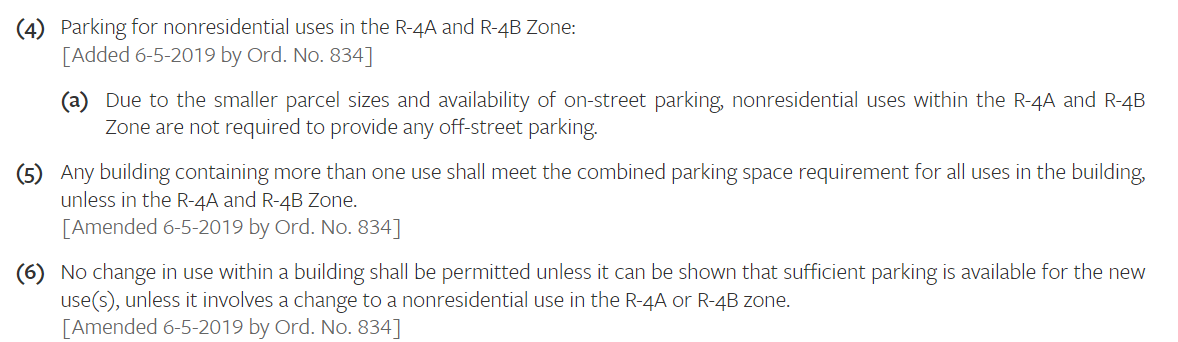 (4) Parking for nonresidential uses in the R-4A and R-4B Zone:
[Added 6-5-2019 by Ord. No. 834]
(a) Due to the smaller parcel sizes and availability of on-street parking, nonresidential uses within the R-4A and R-4B
Zone are not required to provide any off-street parking.
(5) Any building containing more than one use shall meet the combined parking space requirement for all uses in the building,
unless in the R-4A and R-4B Zone.
[Amended 6-5-2019 by Ord. No. 834]
(6) No change in use within a building shall be permitted unless it can be shown that sufficient parking is available for the new
use(s), unless it involves a change to a nonresidential use in the R-4A or R-4B zone.
[Amended 6-5-2019 by Ord. No. 834]